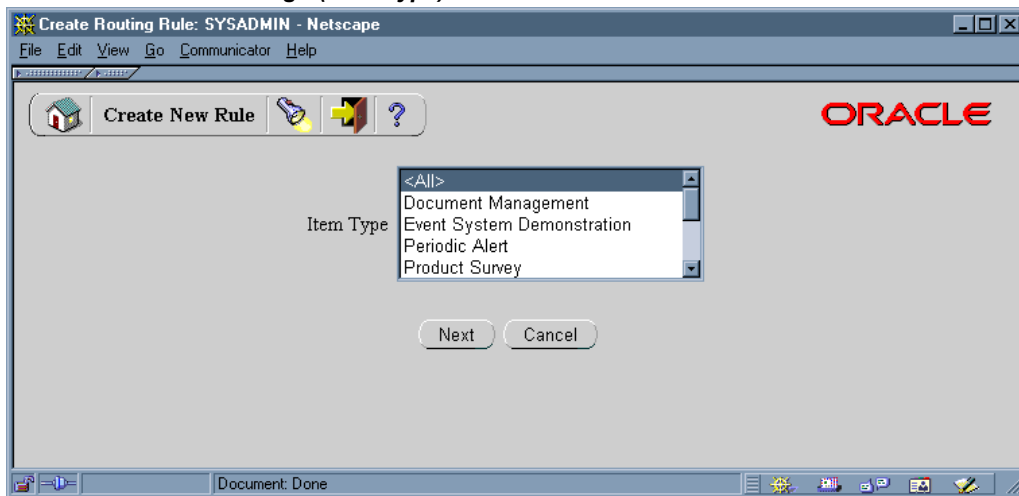 Create Routing Rule: SYSADMIN - Netscape
File Edit View Go Communicator Help
Create New Rule ?
ORACLE
Item Type
<All>
Document Management
Event System Demonstration
Periodic Alert
Product Survey
Next Cancel
Document: Done